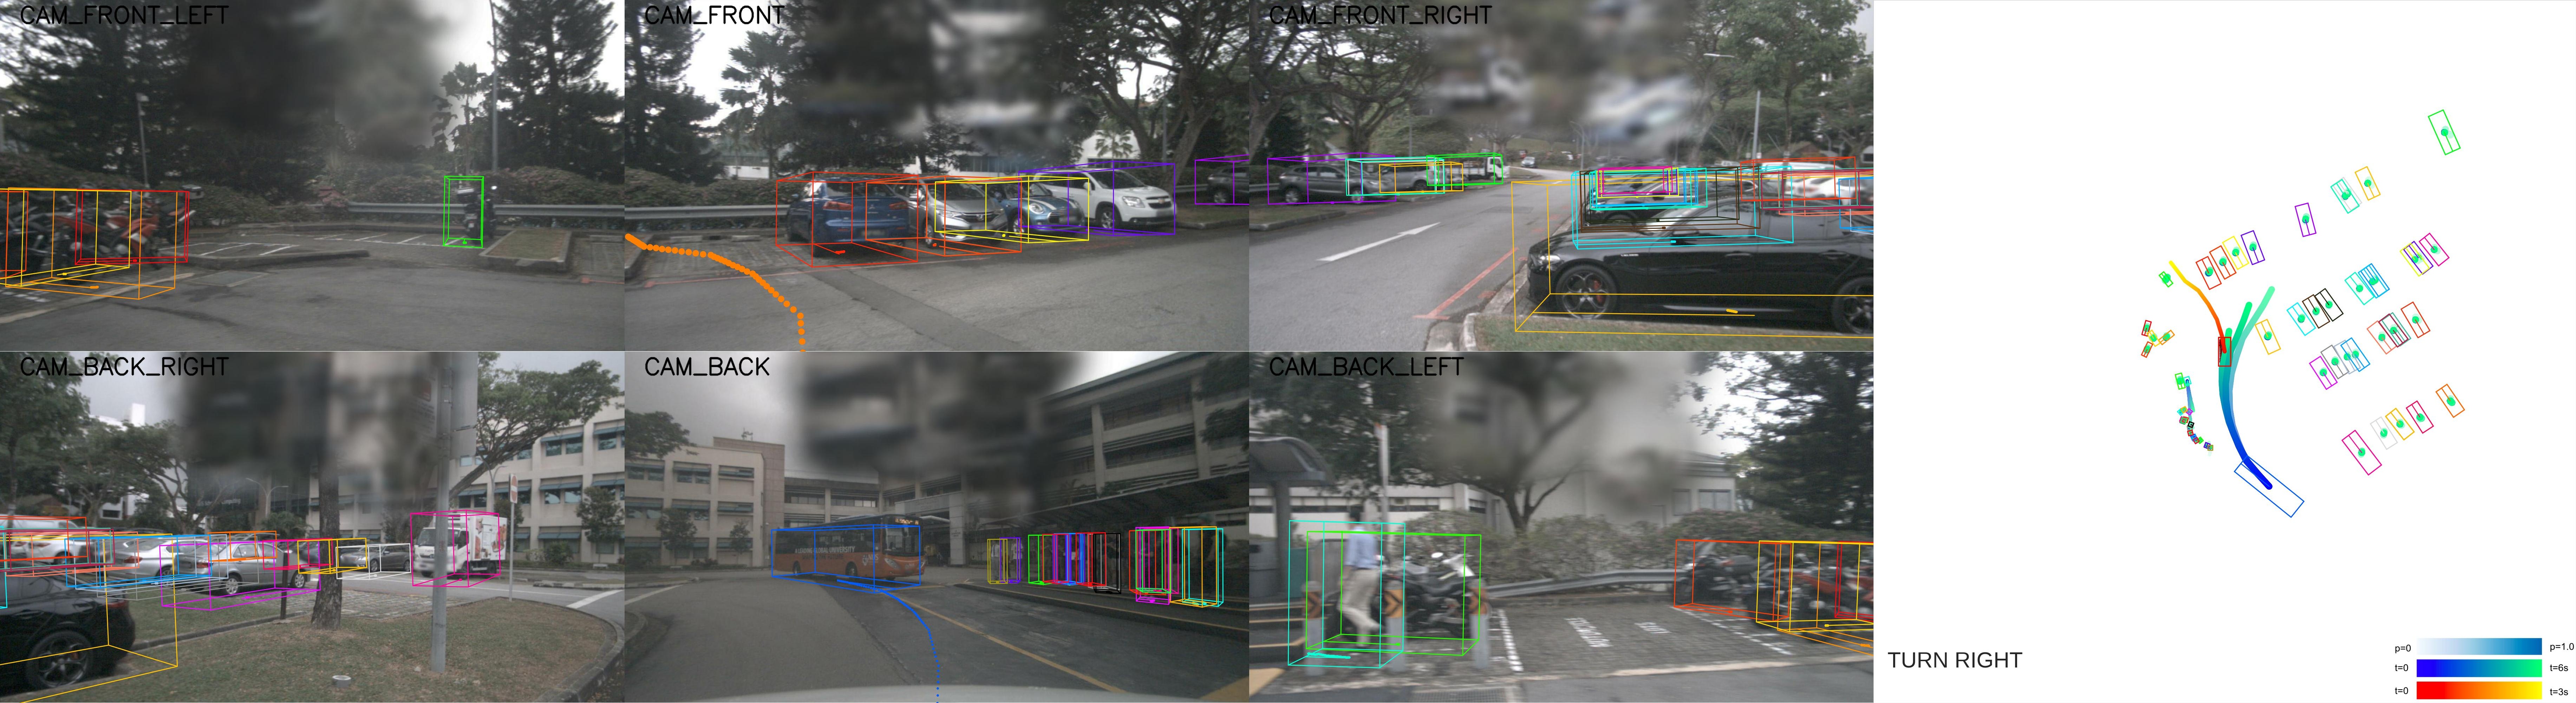 CAM_FRONT_LEFT
CAM_FRONT
CAM_FRONT_RIGHT
CAM_BACK_RIGHT
CAM_BACK
CAM_BACK_LEFT
TURN RIGHT
p=0
p=1.0
t=0
t=6s
t=0
t=3s